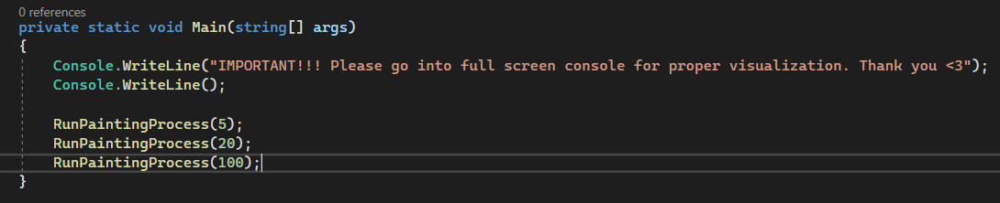 0 references
private static void Main(string[] args)
{
    Console.WriteLine("IMPORTANT!!! Please go into full screen console for proper visualization. Thank you <3");
    Console.WriteLine();

    RunPaintingProcess(5);
    RunPaintingProcess(20);
    RunPaintingProcess(100);
}